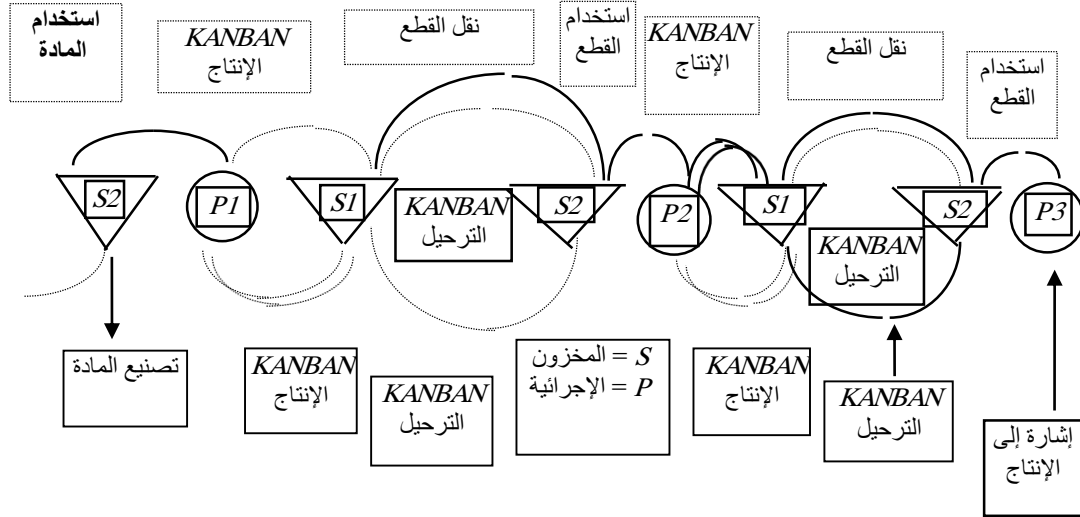 استخدام
المادة
KANBAN
الإنتاج
نقل القطع
استخدام
القطع
KANBAN
الإنتاج
نقل القطع
استخدام
القطع
S2
P1
S1
KANBAN
الترحيل
S2
P2
S1
KANBAN
الترحيل
S2
P3
تصنيع المادة
KANBAN
الإنتاج
KANBAN
الترحيل
S = المخزون
P = الإجرائية
KANBAN
الإنتاج
KANBAN
الترحيل
إشارة إلى
الإنتاج